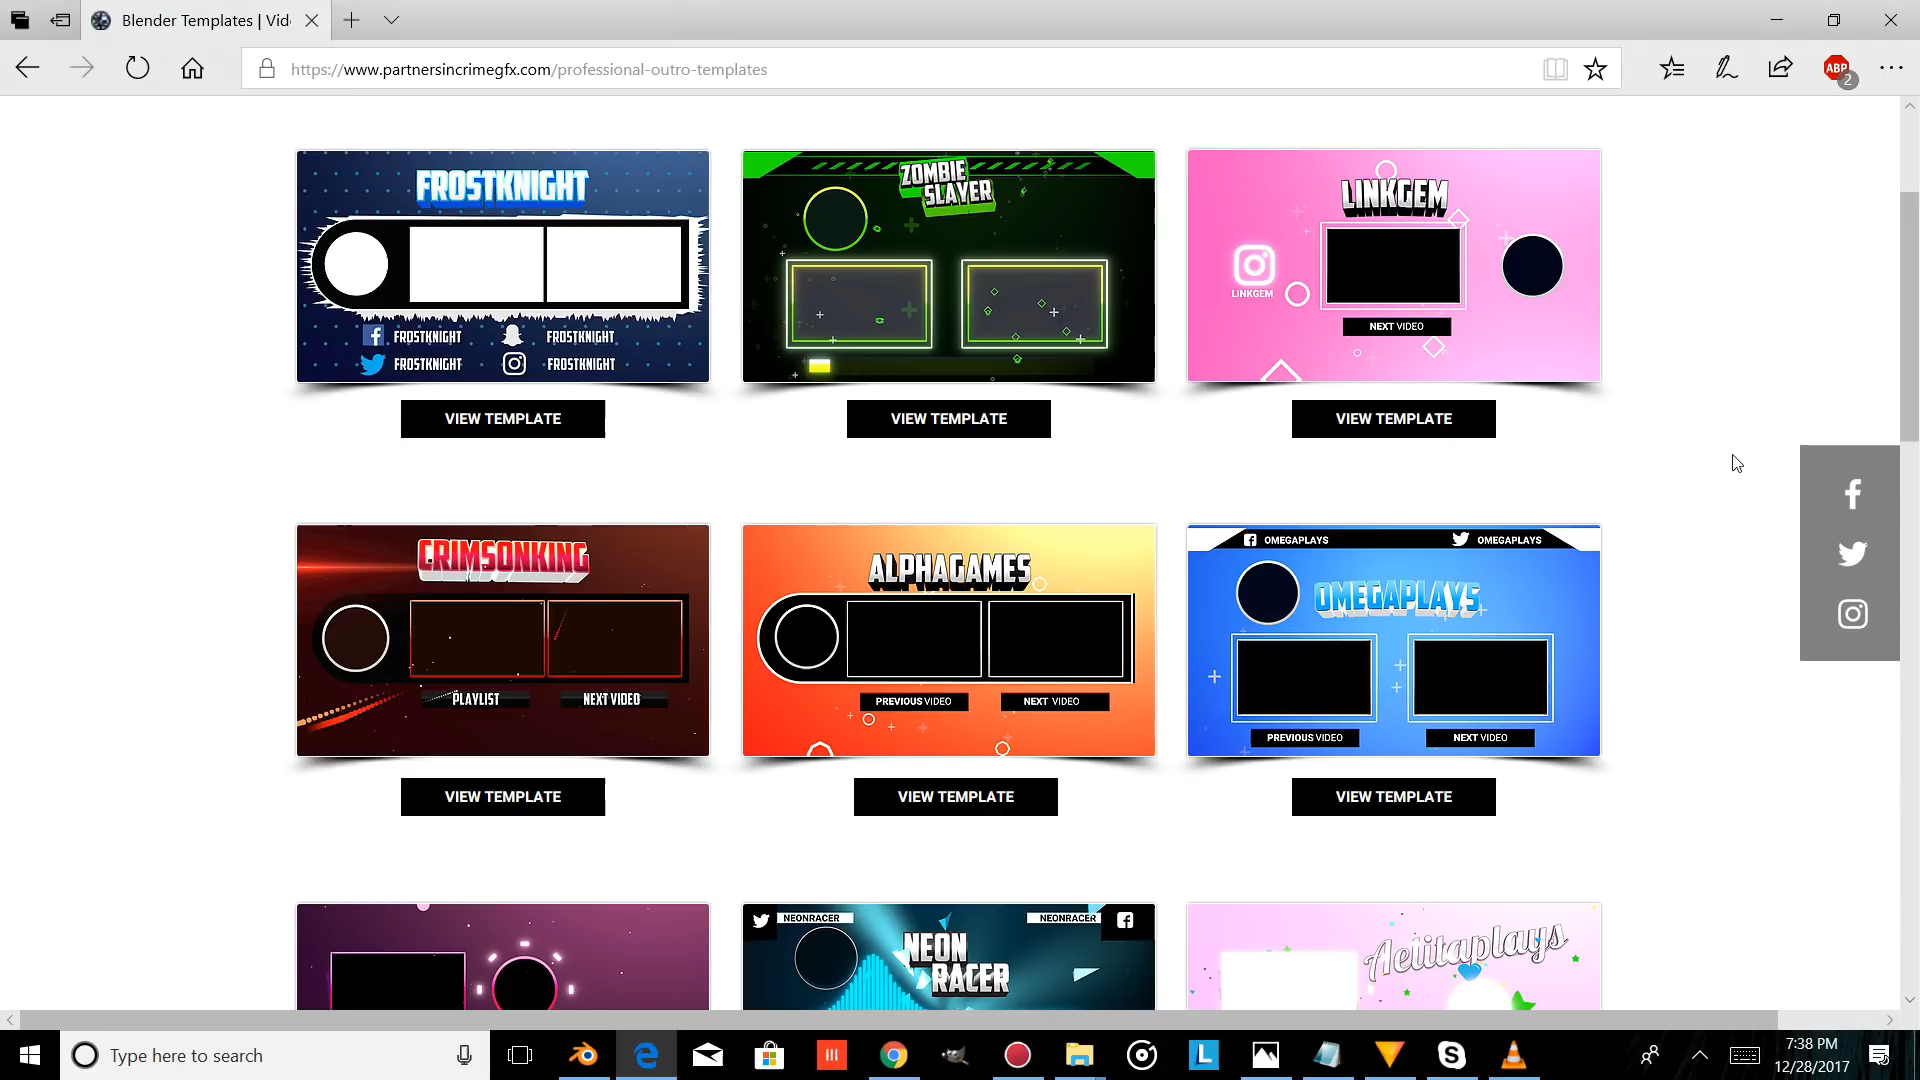 Blender Templates | Vid
https://www.partnersincrimegfx.com/professional-outro-templates
ABP
2
FROSTKNIGHT
FROSTKNIGHT
FROSTKNIGHT
FROSTKNIGHT
FROSTKNIGHT
ZOMBIE
SLAYER
LINKGEM
LINKGEM
NEXT VIDEO
VIEW TEMPLATE
VIEW TEMPLATE
VIEW TEMPLATE
CRIMSONKING
PLAYLIST
NEXT VIDEO
ALPHAGAMES
PREVIOUS VIDEO
NEXT VIDEO
OMEGAPLAYS
OMEGAPLAYS
OMEGAPLAYS
PREVIOUS VIDEO
NEXT VIDEO
VIEW TEMPLATE
VIEW TEMPLATE
VIEW TEMPLATE
NEONRACER
NEONRACER
NEON
RACER
Aelitaplays
Type here to search
L
7:38 PM
12/28/2017